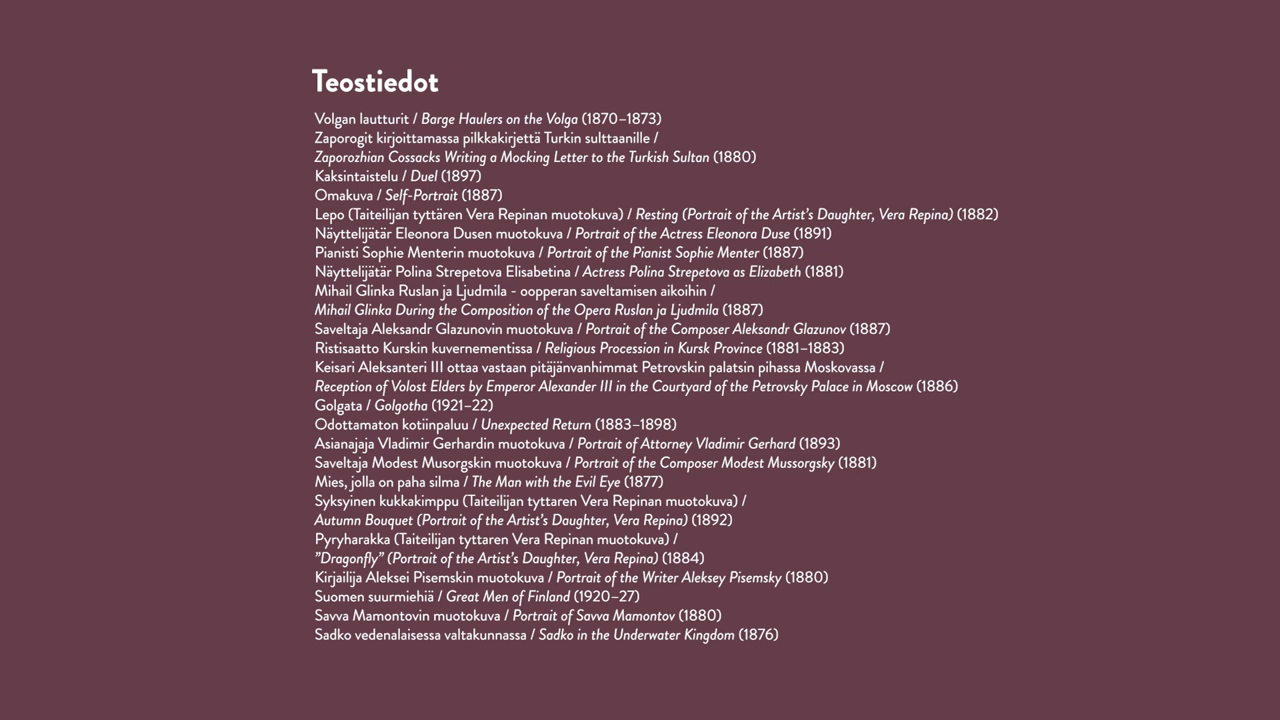 Teostiedot
Volgan lautturit / Barge Haulers on the Volga (1870–1873)
Zaporogit kirjoittamassa pilkkakirjettä Turkin sulttaanille /
Zaporozhian Cossacks Writing a Mocking Letter to the Turkish Sultan (1880)
Kaksintaistelu / Duel (1897)
Omakuva / Self-Portrait (1887)
Lepo (Taiteilijan tyttären Vera Repinan muotokuva) / Resting (Portrait of the Artist’s Daughter, Vera Repina) (1882)
Näyttelijätär Eleonora Dusen muotokuva / Portrait of the Actress Eleonora Duse (1891)
Pianisti Sophie Menterin muotokuva / Portrait of the Pianist Sophie Menter (1887)
Näyttelijätär Polina Strepetova Elisabetina / Actress Polina Strepetova as Elizabeth (1881)
Mihail Glinka Ruslan ja Ljudmila - oopperan saveltamisen aikoihin /
Mihail Glinka During the Composition of the Opera Ruslan ja Ljudmila (1887)
Saveltaja Aleksandr Glazunovin muotokuva / Portrait of the Composer Aleksandr Glazunov (1887)
Ristisaatto Kurskin kuvernementissa / Religious Procession in Kursk Province (1881–1883)
Keisari Aleksanteri III ottaa vastaan pitäjänvanhimmat Petrovskin palatsin pihassa Moskovassa /
Reception of Volost Elders by Emperor Alexander III in the Courtyard of the Petrovsky Palace in Moscow (1886)
Golgata / Golgotha (1921–22)
Odottamaton kotiinpaluu / Unexpected Return (1883–1898)
Asianajaja Vladimir Gerhardin muotokuva / Portrait of Attorney Vladimir Gerhard (1893)
Saveltaja Modest Musorgskin muotokuva / Portrait of the Composer Modest Mussorgsky (1881)
Mies, jolla on paha silma / The Man with the Evil Eye (1877)
Syksyinen kukkakimppu (Taiteilijan tyttaren Vera Repinan muotokuva) /
Autumn Bouquet (Portrait of the Artist’s Daughter, Vera Repina) (1892)
Pyryharakka (Taiteilijan tyttaren Vera Repinan muotokuva) /
”Dragonfly” (Portrait of the Artist’s Daughter, Vera Repina) (1884)
Kirjailija Aleksei Pisemskin muotokuva / Portrait of the Writer Aleksey Pisemsky (1880)
Suomen suurmiehiä / Great Men of Finland (1920–27)
Savva Mamontovin muotokuva / Portrait of Savva Mamontov (1880)
Sadko vedenalaisessa valtakunnassa / Sadko in the Underwater Kingdom (1876)